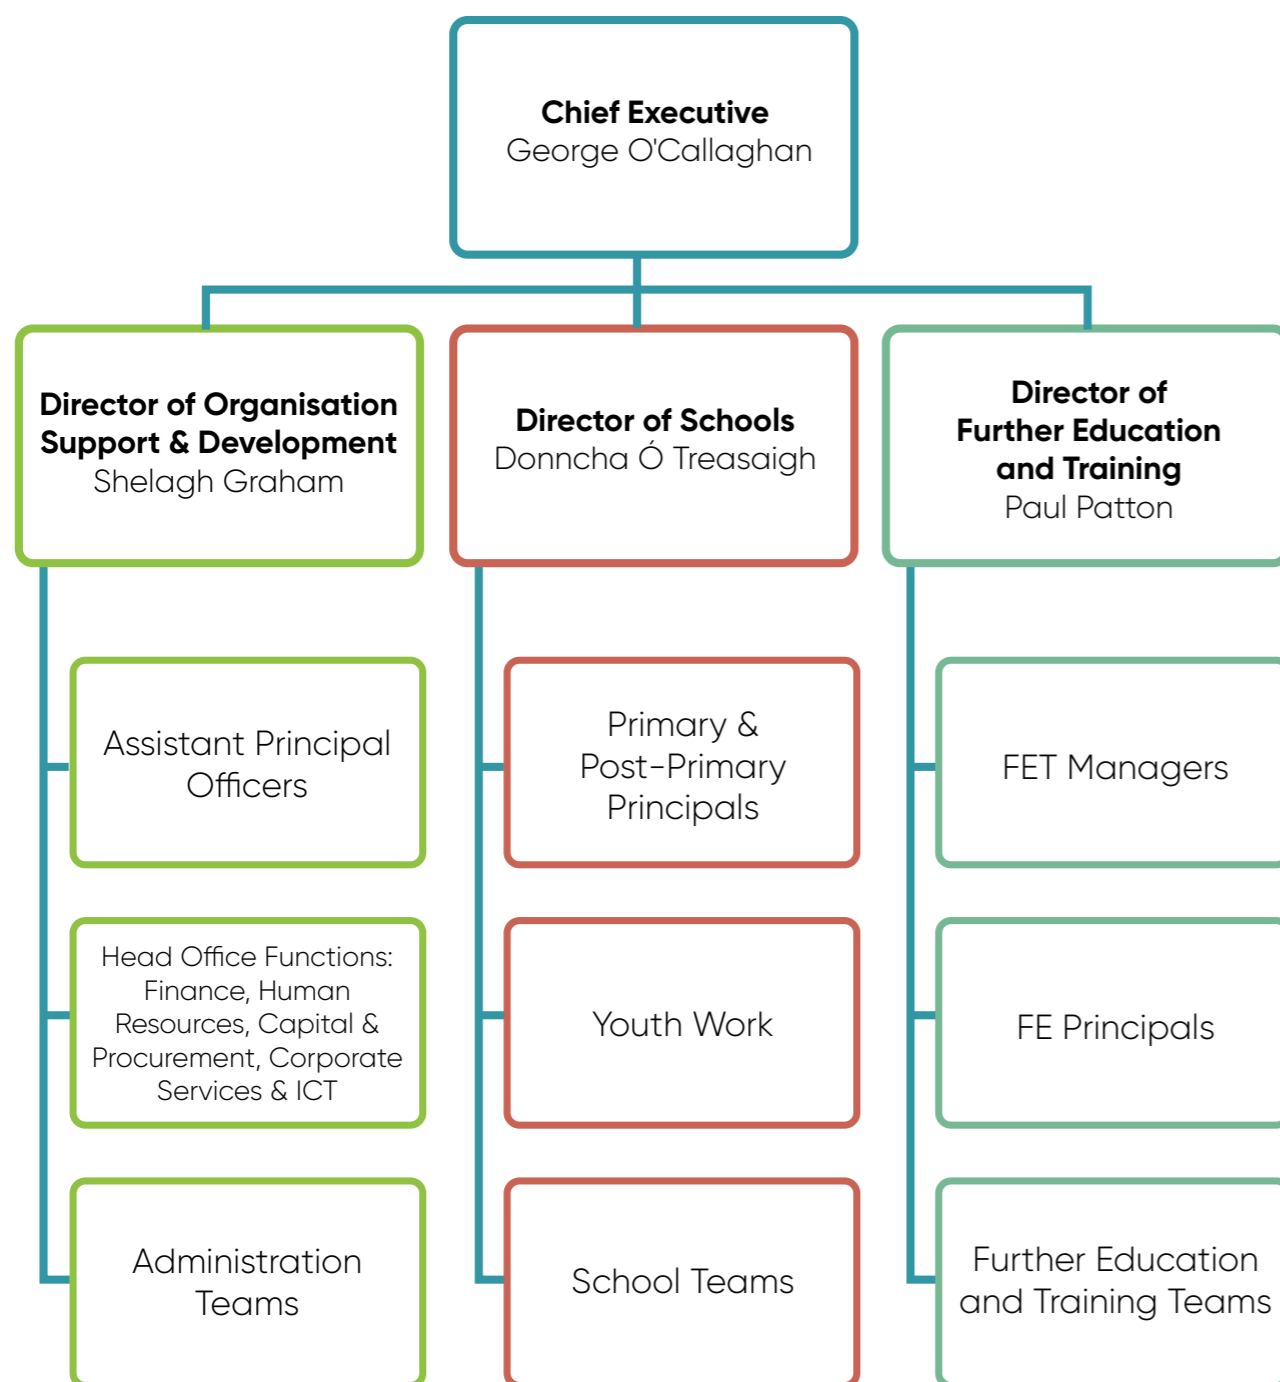 Chief Executive
George O'Callaghan
Director of Organisation
Support & Development
Shelagh Graham
Director of Schools
Donncha Ó Treasaigh
Director of
Further Education
and Training
Paul Patton
Assistant Principal
Officers
Primary &
Post-Primary
Principals
FET Managers
Head Office Functions:
Finance, Human
Resources, Capital &
Procurement, Corporate
Services & ICT
Youth Work
FE Principals
Administration
Teams
School Teams
Further Education
and Training Teams